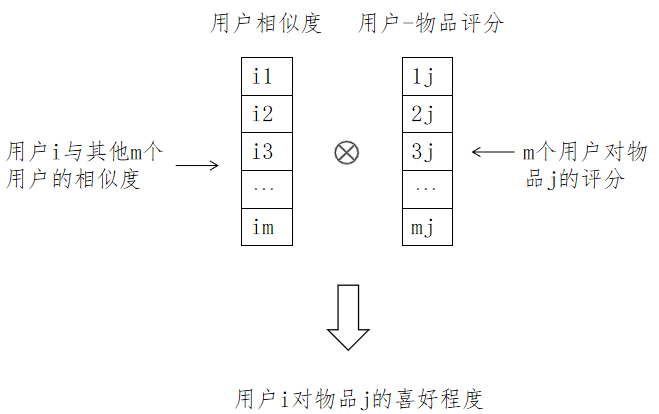 用户相似度
用户-物品评分
i1
i2
i3
…
im
1j
2j
3j
…
mj
用户i与其他m个
用户的相似度
m个用户对物
品j的评分
用户i对物品j的喜好程度